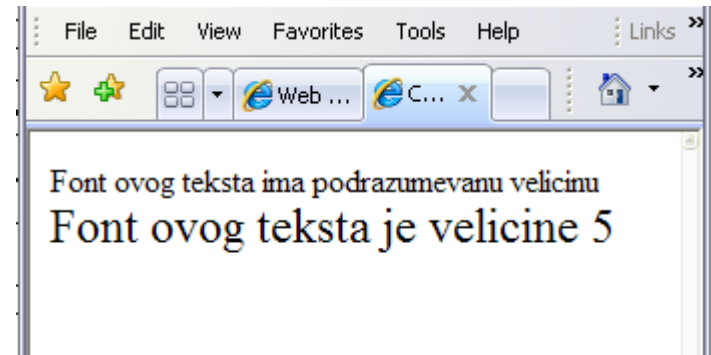 File Edit View Favorites Tools Help Links »
Web ... C... X »
Font ovog teksta ima podrazumevanu velicinu
Font ovog teksta je velicine 5